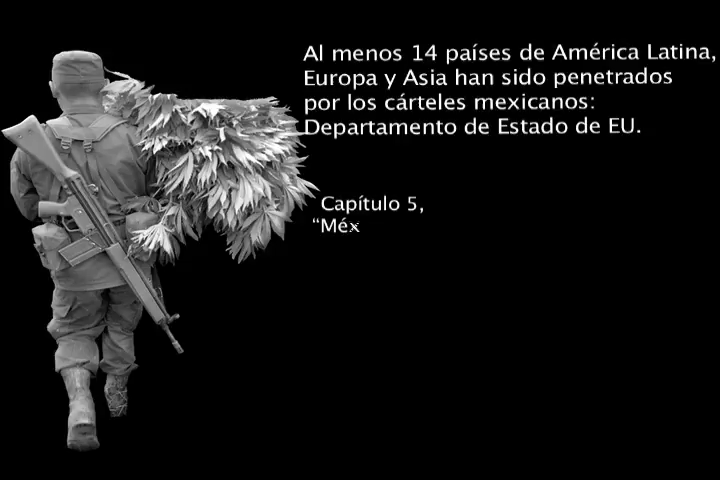 Al menos 14 países de América Latina,
Europa y Asia han sido penetrados
por los cárteles mexicanos:
Departamento de Estado de EU.
Capítulo 5,
“Méx